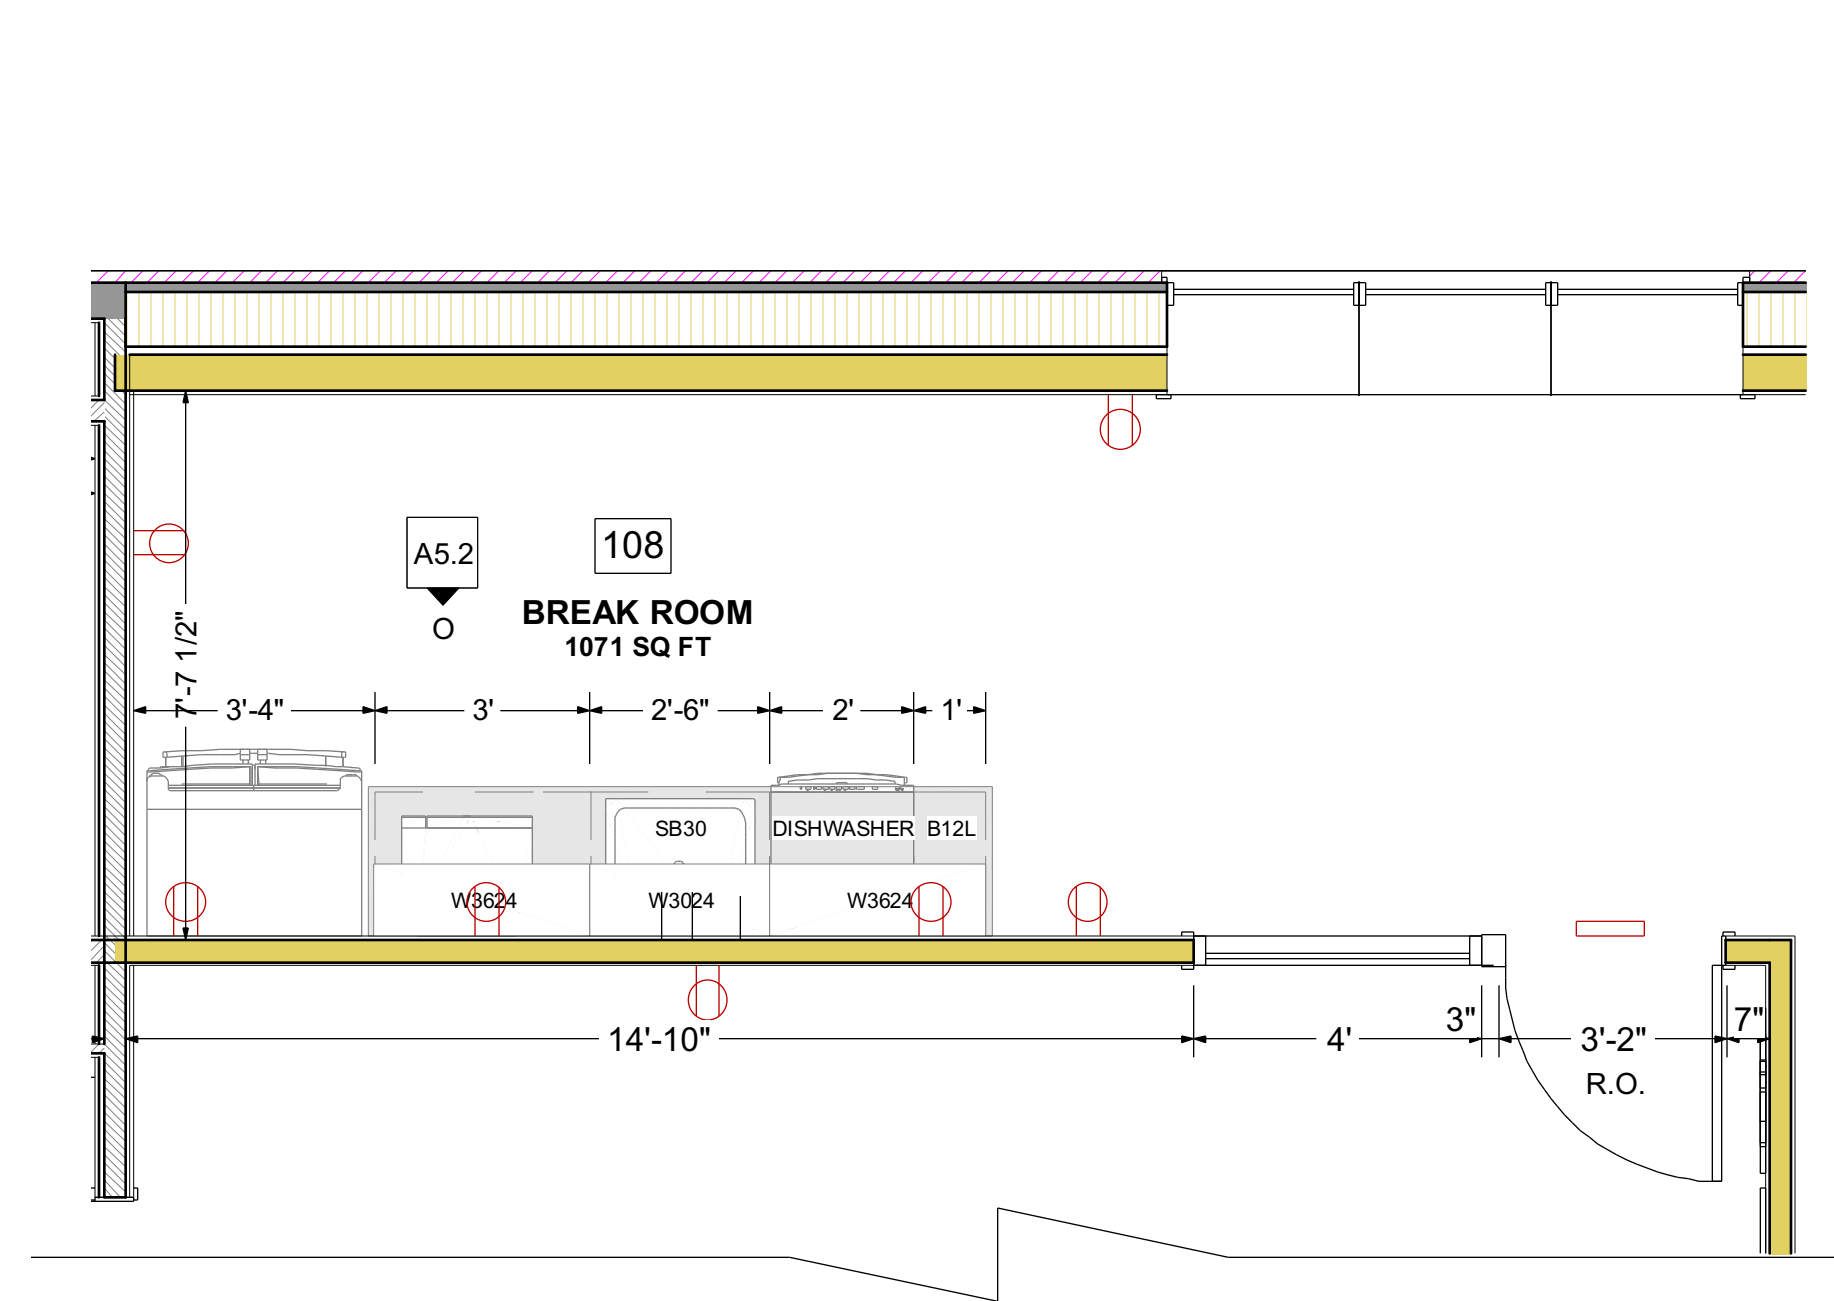 A5.2
108
O
BREAK ROOM
1071 SQ FT
7'-7 1/2"
3'-4"
3'
2'-6"
2'
1'
SB30
DISHWASHER
B12L
W3624
W3024
W3624
14'-10"
4'
3"
3'-2"
7"
R.O.